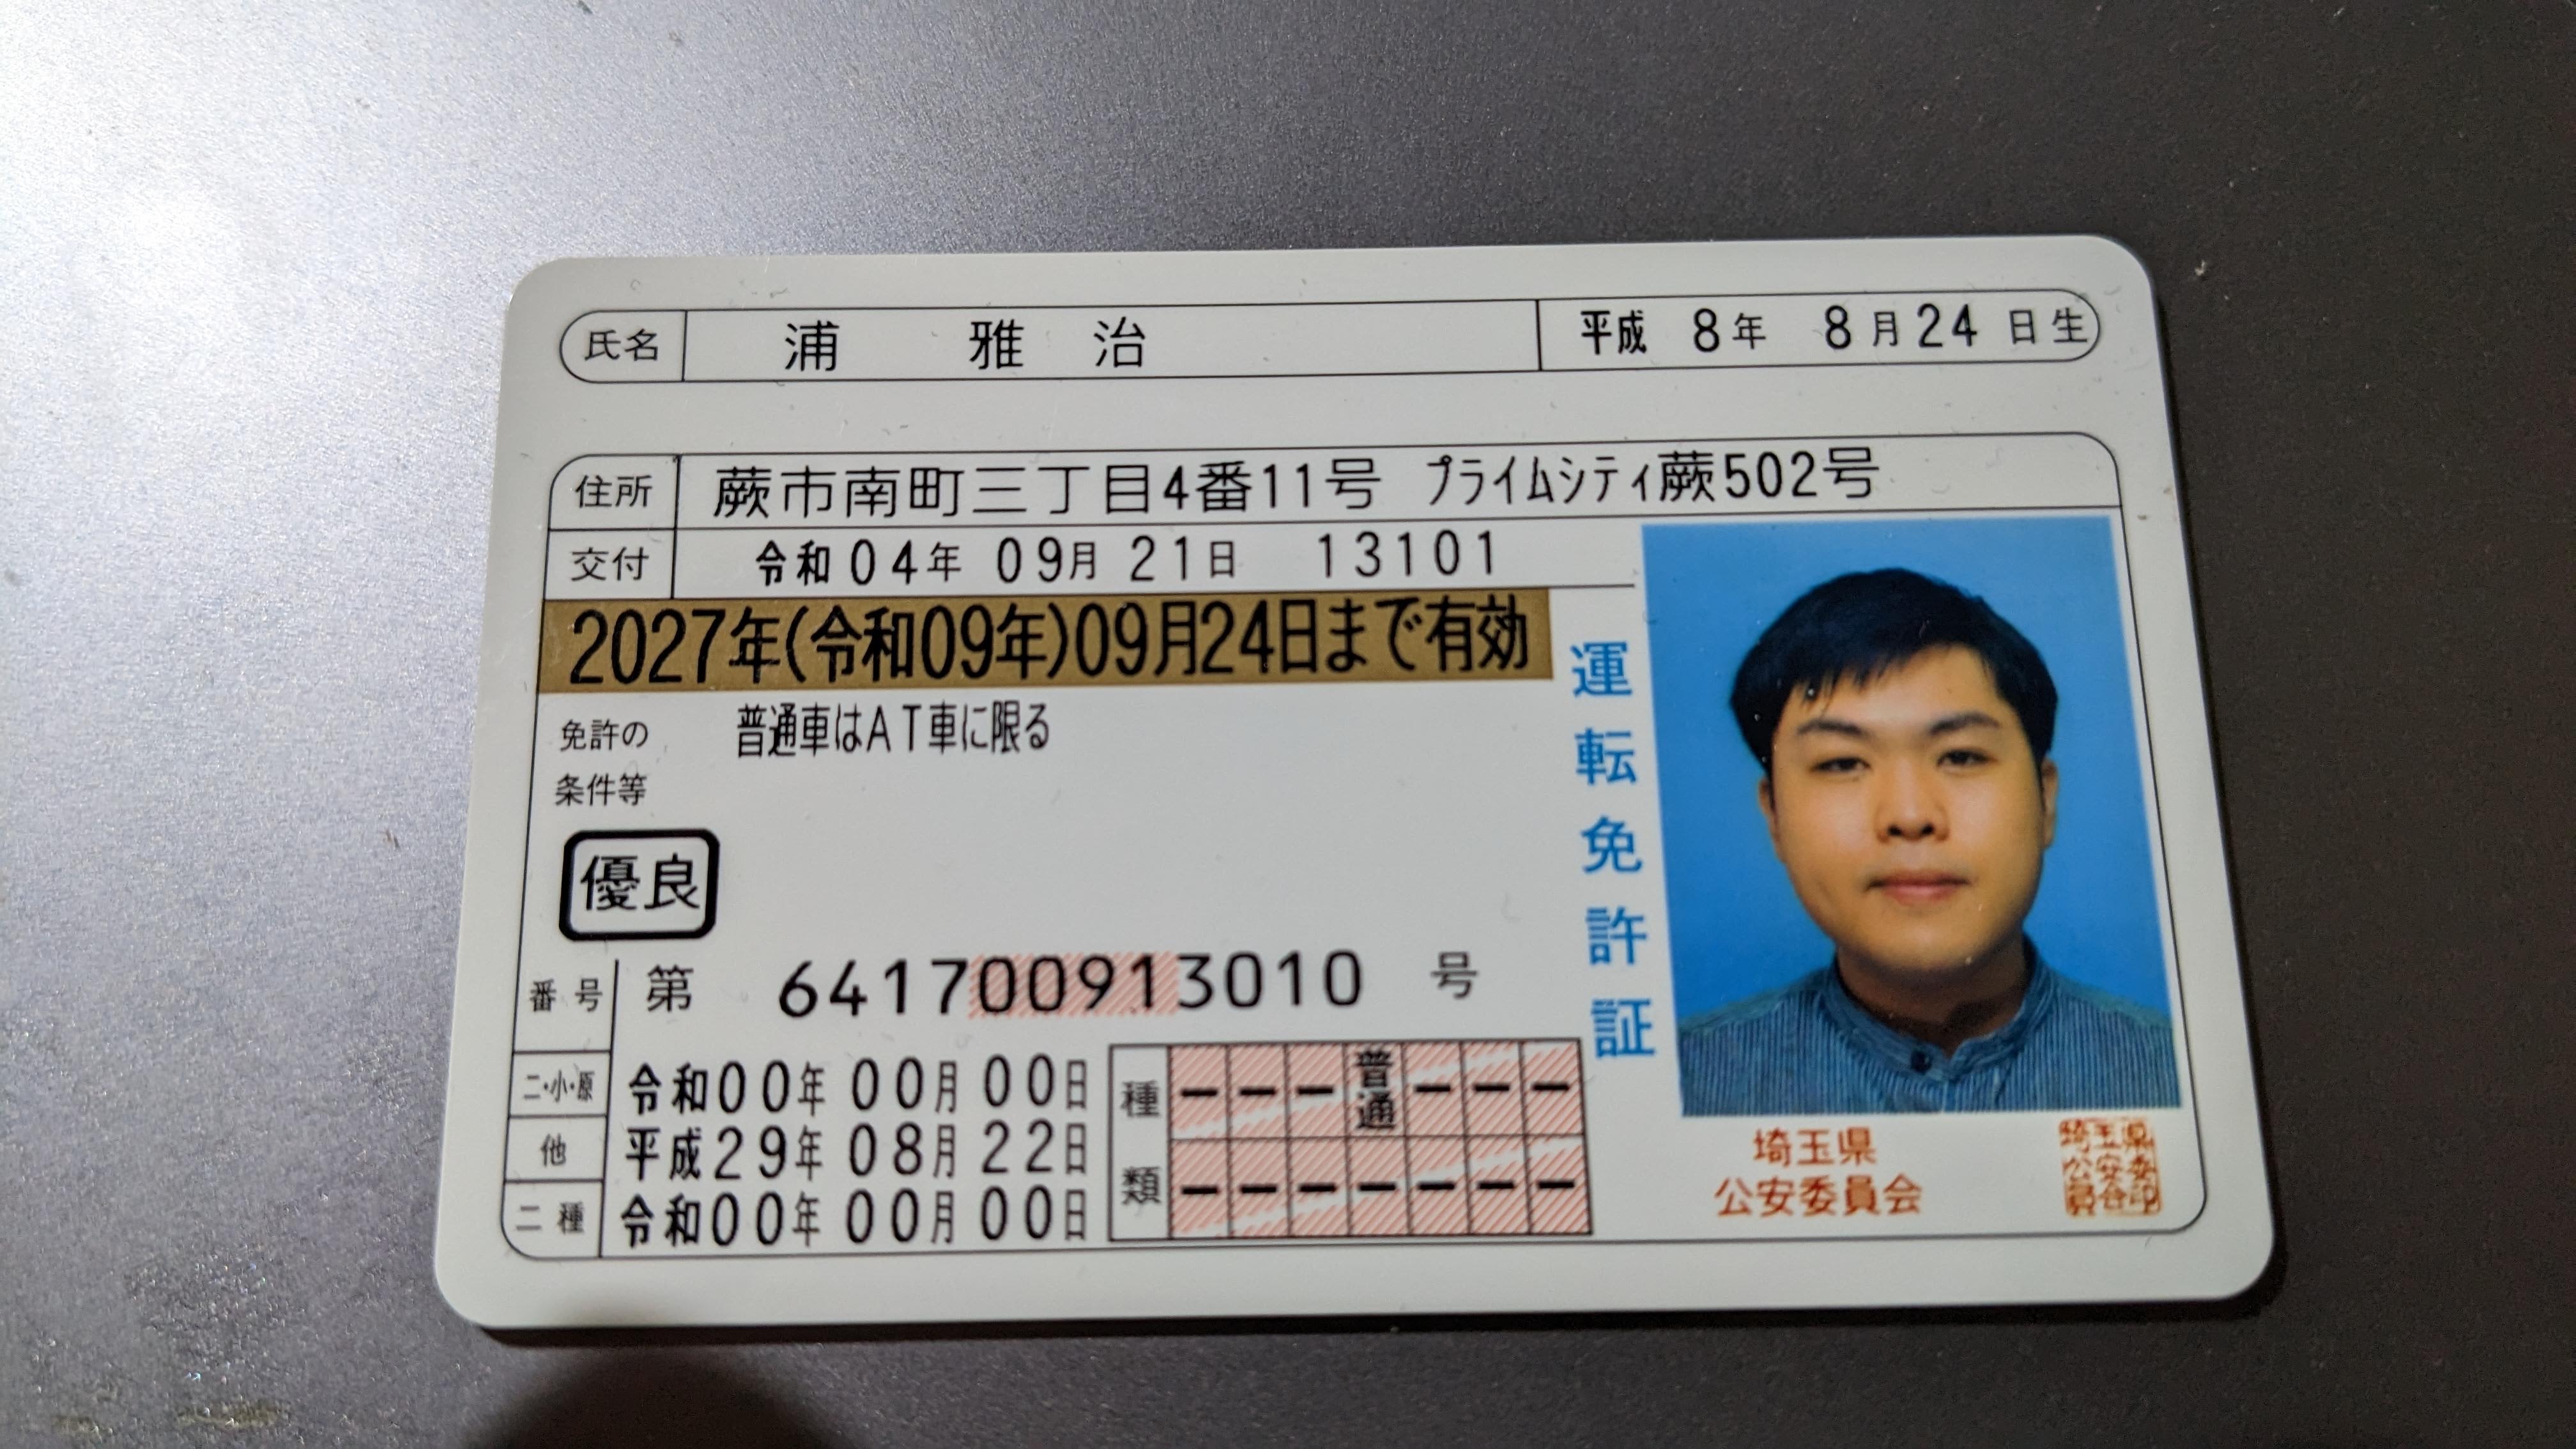 氏名 浦 雅 治 平成 8年 8月24日生
住所 蕨市南町三丁目4番11号 プライムシティ蕨502号
交付 令和04年 09月 21日 13101
2027年(令和09年)09月24日まで有効
免許の 普通車はAT車に限る
条件等
優良
番号 第 641700913010 号
二・小・原 令和00年 00月 00日
他 平成29年 08月 22日
二種 令和00年 00月 00日
種類 ー ー ー 普通 ー ー ー
ー ー ー ー ー ー ー
運転免許証
埼玉県
公安委員会
埼玉県
公安委
員会印